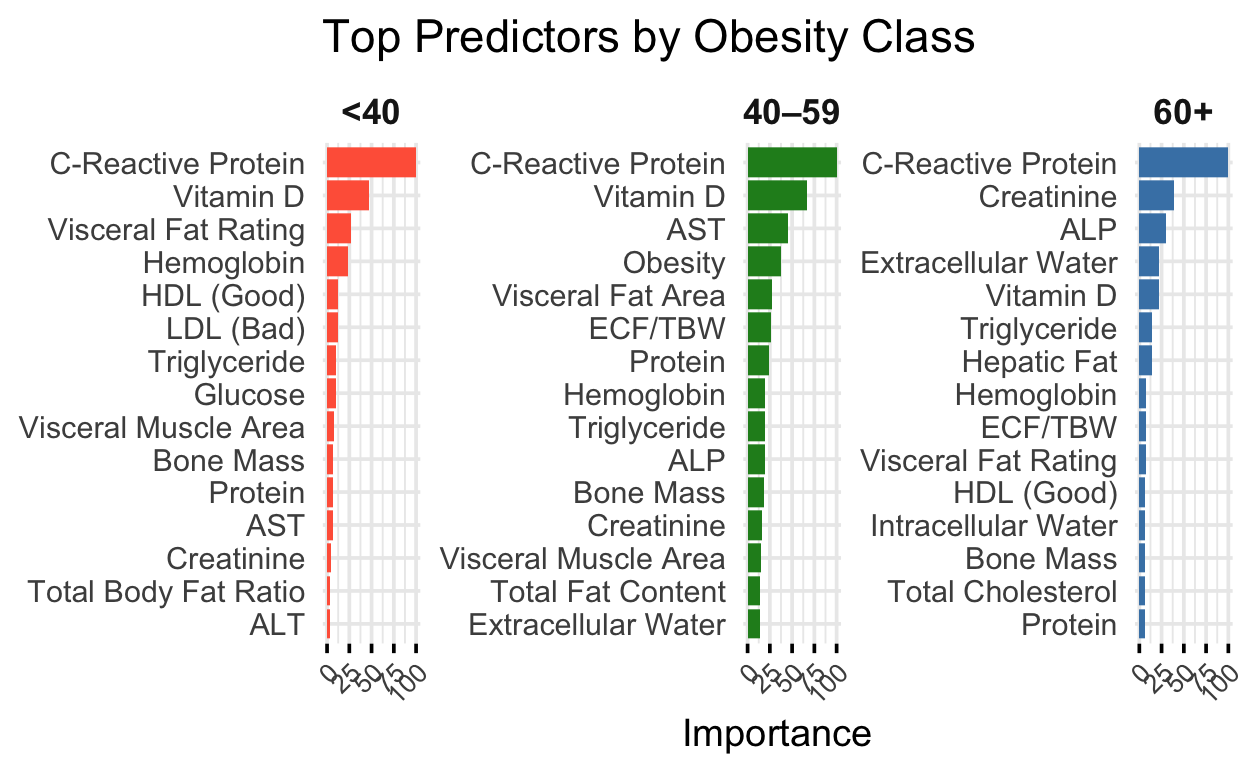 Top Predictors by Obesity Class
<40
C-Reactive Protein
Vitamin D
Visceral Fat Rating
Hemoglobin
HDL (Good)
LDL (Bad)
Triglyceride
Glucose
Visceral Muscle Area
Bone Mass
Protein
AST
Creatinine
Total Body Fat Ratio
ALT
0 25 50 75 100
40–59
C-Reactive Protein
Vitamin D
AST
Obesity
Visceral Fat Area
ECF/TBW
Protein
Hemoglobin
Triglyceride
ALP
Bone Mass
Creatinine
Visceral Muscle Area
Total Fat Content
Extracellular Water
0 25 50 75 100
60+
C-Reactive Protein
Creatinine
ALP
Extracellular Water
Vitamin D
Triglyceride
Hepatic Fat
Hemoglobin
ECF/TBW
Visceral Fat Rating
HDL (Good)
Intracellular Water
Bone Mass
Total Cholesterol
Protein
0 25 50 75 100
Importance